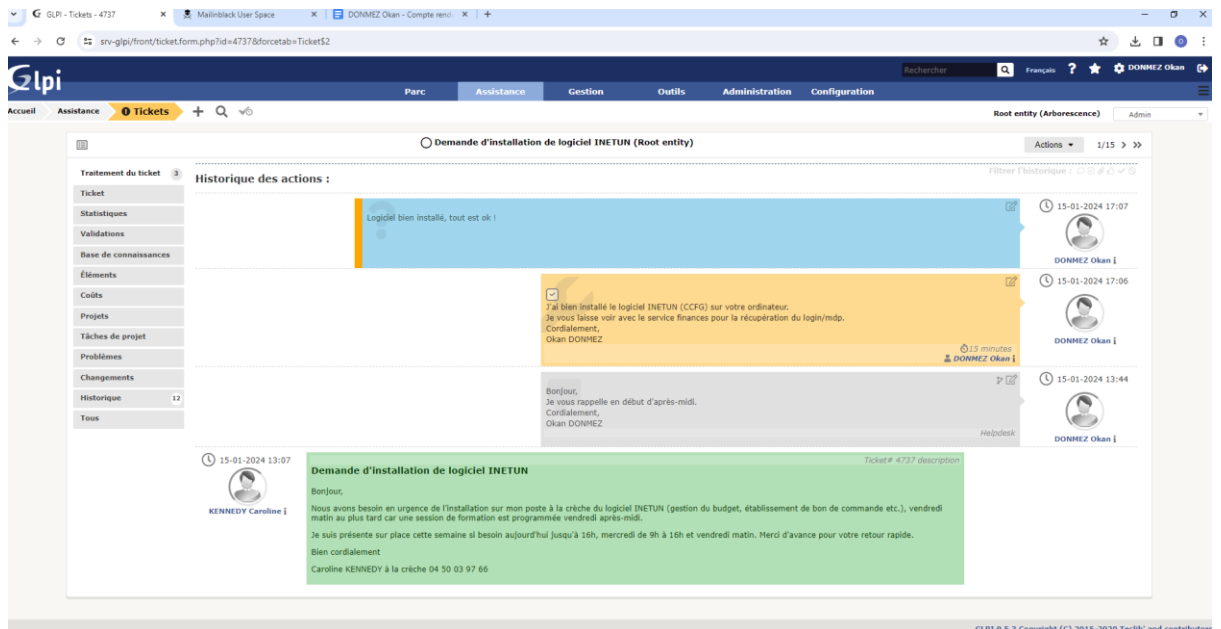 GLPI - Tickets - 4737
Mailinblack User Space
DONMEZ Okan - Compte rendu
srv-glpi/front/ticket.form.php?id=4737&forcetab=Ticket$2
Glpi
Rechercher
Français ? DONMEZ Okan
Parc Assistance Gestion Outils Administration Configuration
Accueil Assistance Tickets
Root entity (Arborescence) Admin
Demande d'installation de logiciel INETUN (Root entity)
Actions 1/15
Traitement du ticket 3
Ticket
Statistiques
Validations
Base de connaissances
Éléments
Coûts
Projets
Tâches de projet
Problèmes
Changements
Historique 12
Tous
Historique des actions :
Filtrer l'historique :
Logiciel bien installé, tout est ok !
15-01-2024 17:07
DONMEZ Okan i
J'ai bien installé le logiciel INETUN (CCFG) sur votre ordinateur.
Je vous laisse voir avec le service finances pour la récupération du login/mdp.
Cordialement,
Okan DONMEZ
15 minutes
DONMEZ Okan i
15-01-2024 17:06
DONMEZ Okan i
Bonjour,
Je vous rappelle en début d'après-midi.
Cordialement,
Okan DONMEZ
Helpdesk
15-01-2024 13:44
DONMEZ Okan i
15-01-2024 13:07
KENNEDY Caroline i
Ticket# 4737 description
Demande d'installation de logiciel INETUN
Bonjour,
Nous avons besoin en urgence de l'installation sur mon poste à la crèche du logiciel INETUN (gestion du budget, établissement de bon de commande etc.), vendredi
matin au plus tard car une session de formation est programmée vendredi après-midi.
Je suis présente sur place cette semaine si besoin aujourd'hui jusqu'à 16h, mercredi de 9h à 16h et vendredi matin. Merci d'avance pour votre retour rapide.
Bien cordialement
Caroline KENNEDY à la crèche 04 50 03 97 66
GLPI 9.5.3 Copyright (C) 2015-2020 Teclib' and contributors